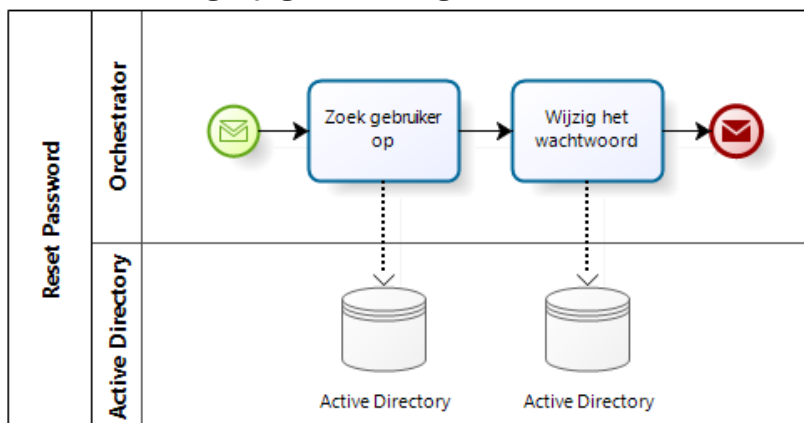 Reset Password
Orchestrator
Zoek gebruiker
op
Wijzig het
wachtwoord
Active Directory
Active Directory
Active Directory